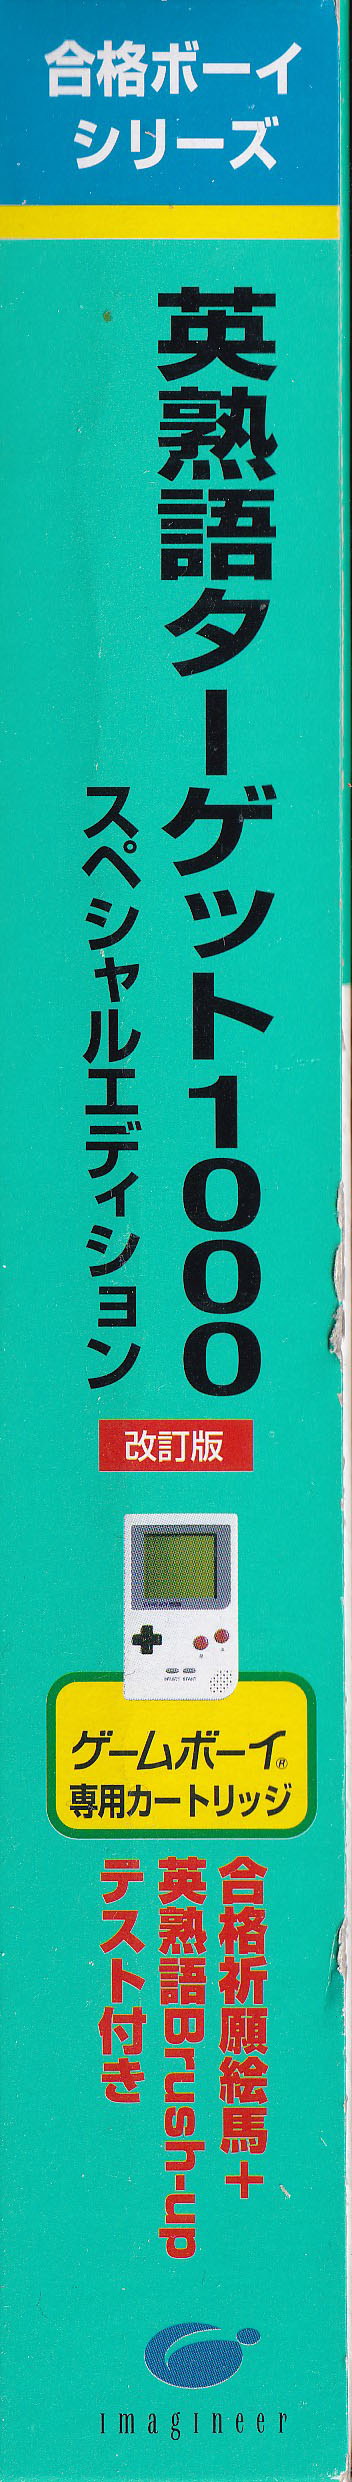 合格ボーイ
シリーズ
英熟語ターゲット1000
スペシャルエディション
改訂版
ゲームボーイ®
専用カートリッジ
合格祈願絵馬+
英熟語Brush-up
テスト付き
imagineer